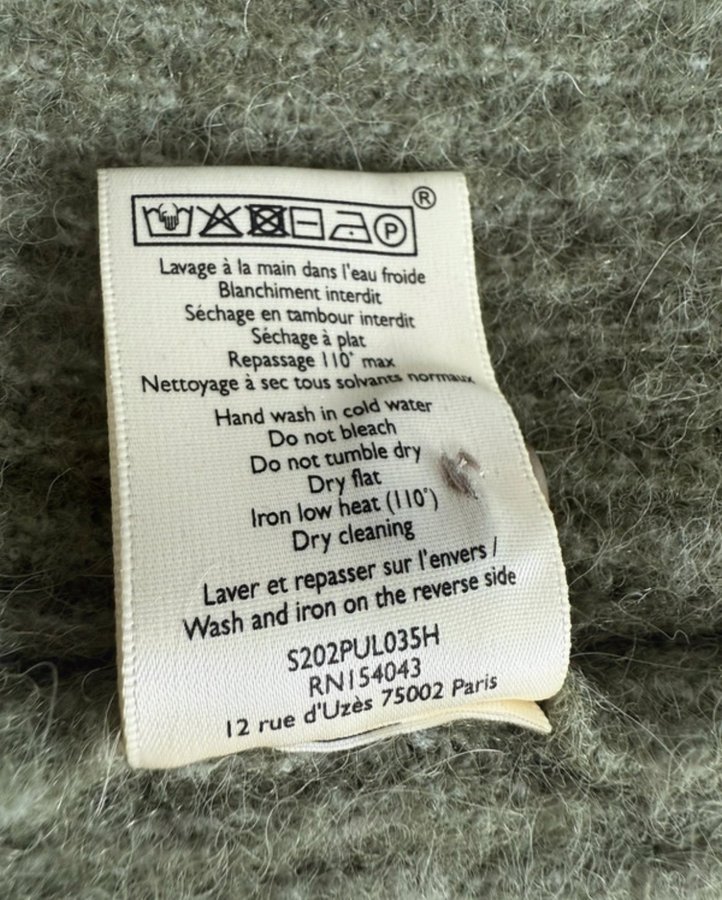 ®
P
Lavage à la main dans l'eau froide
Blanchiment interdit
Séchage en tambour interdit
Séchage à plat
Repassage 110° max
Nettoyage à sec tous solvants normaux
Hand wash in cold water
Do not bleach
Do not tumble dry
Dry flat
Iron low heat (110°)
Dry cleaning
Laver et repasser sur l'envers /
Wash and iron on the reverse side
S202PUL035H
RN154043
12 rue d'Uzès 75002 Paris